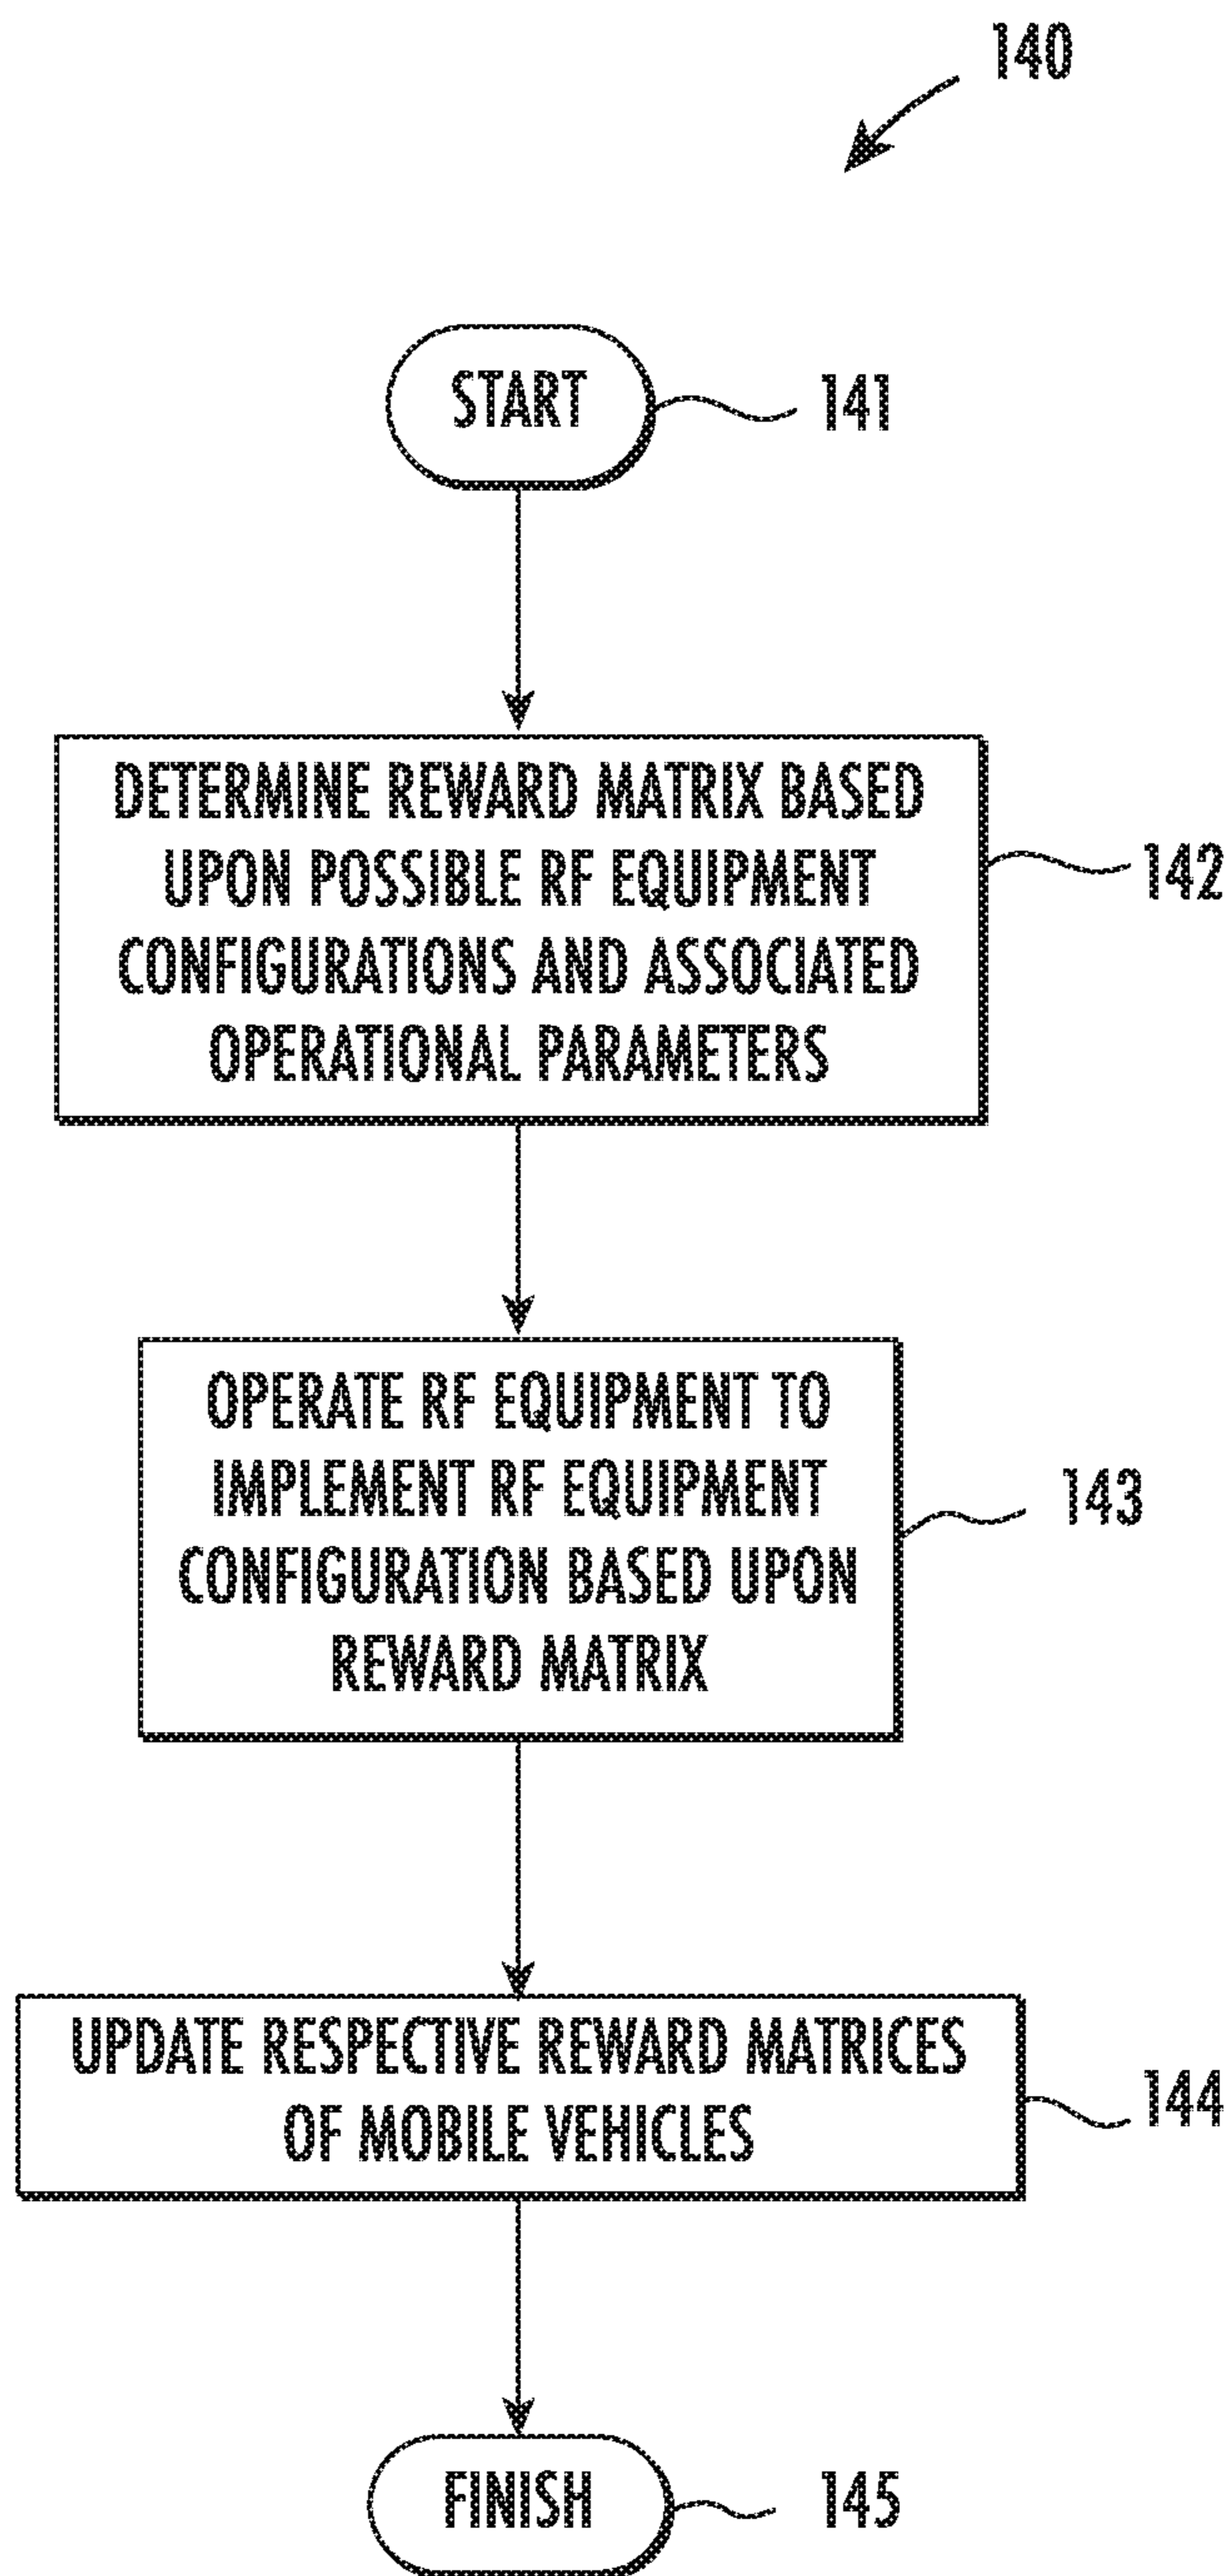 140
START
141
DETERMINE REWARD MATRIX BASED
UPON POSSIBLE RF EQUIPMENT
CONFIGURATIONS AND ASSOCIATED
OPERATIONAL PARAMETERS
142
OPERATE RF EQUIPMENT TO
IMPLEMENT RF EQUIPMENT
CONFIGURATION BASED UPON
REWARD MATRIX
143
UPDATE RESPECTIVE REWARD MATRICES
OF MOBILE VEHICLES
144
FINISH
145